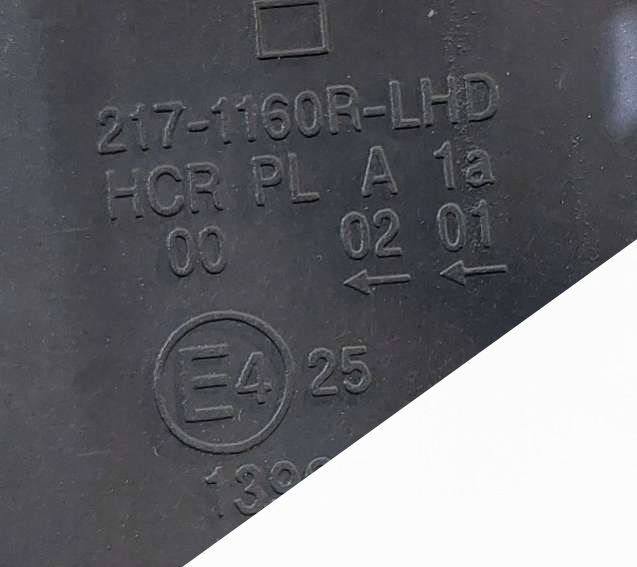 217-1160R-LHD
HCR PL A 1a
00 02 01
← ←
E4 25